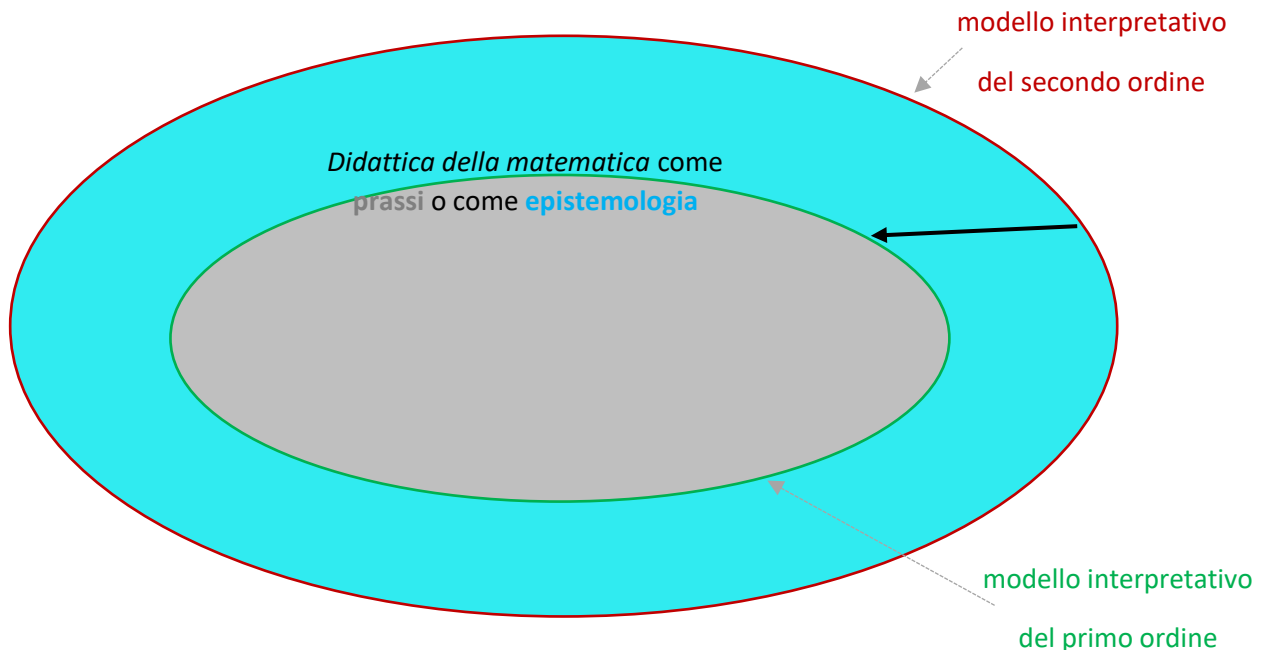 modello interpretativo
del secondo ordine
Didattica della matematica come
prassi o come epistemologia
modello interpretativo
del primo ordine